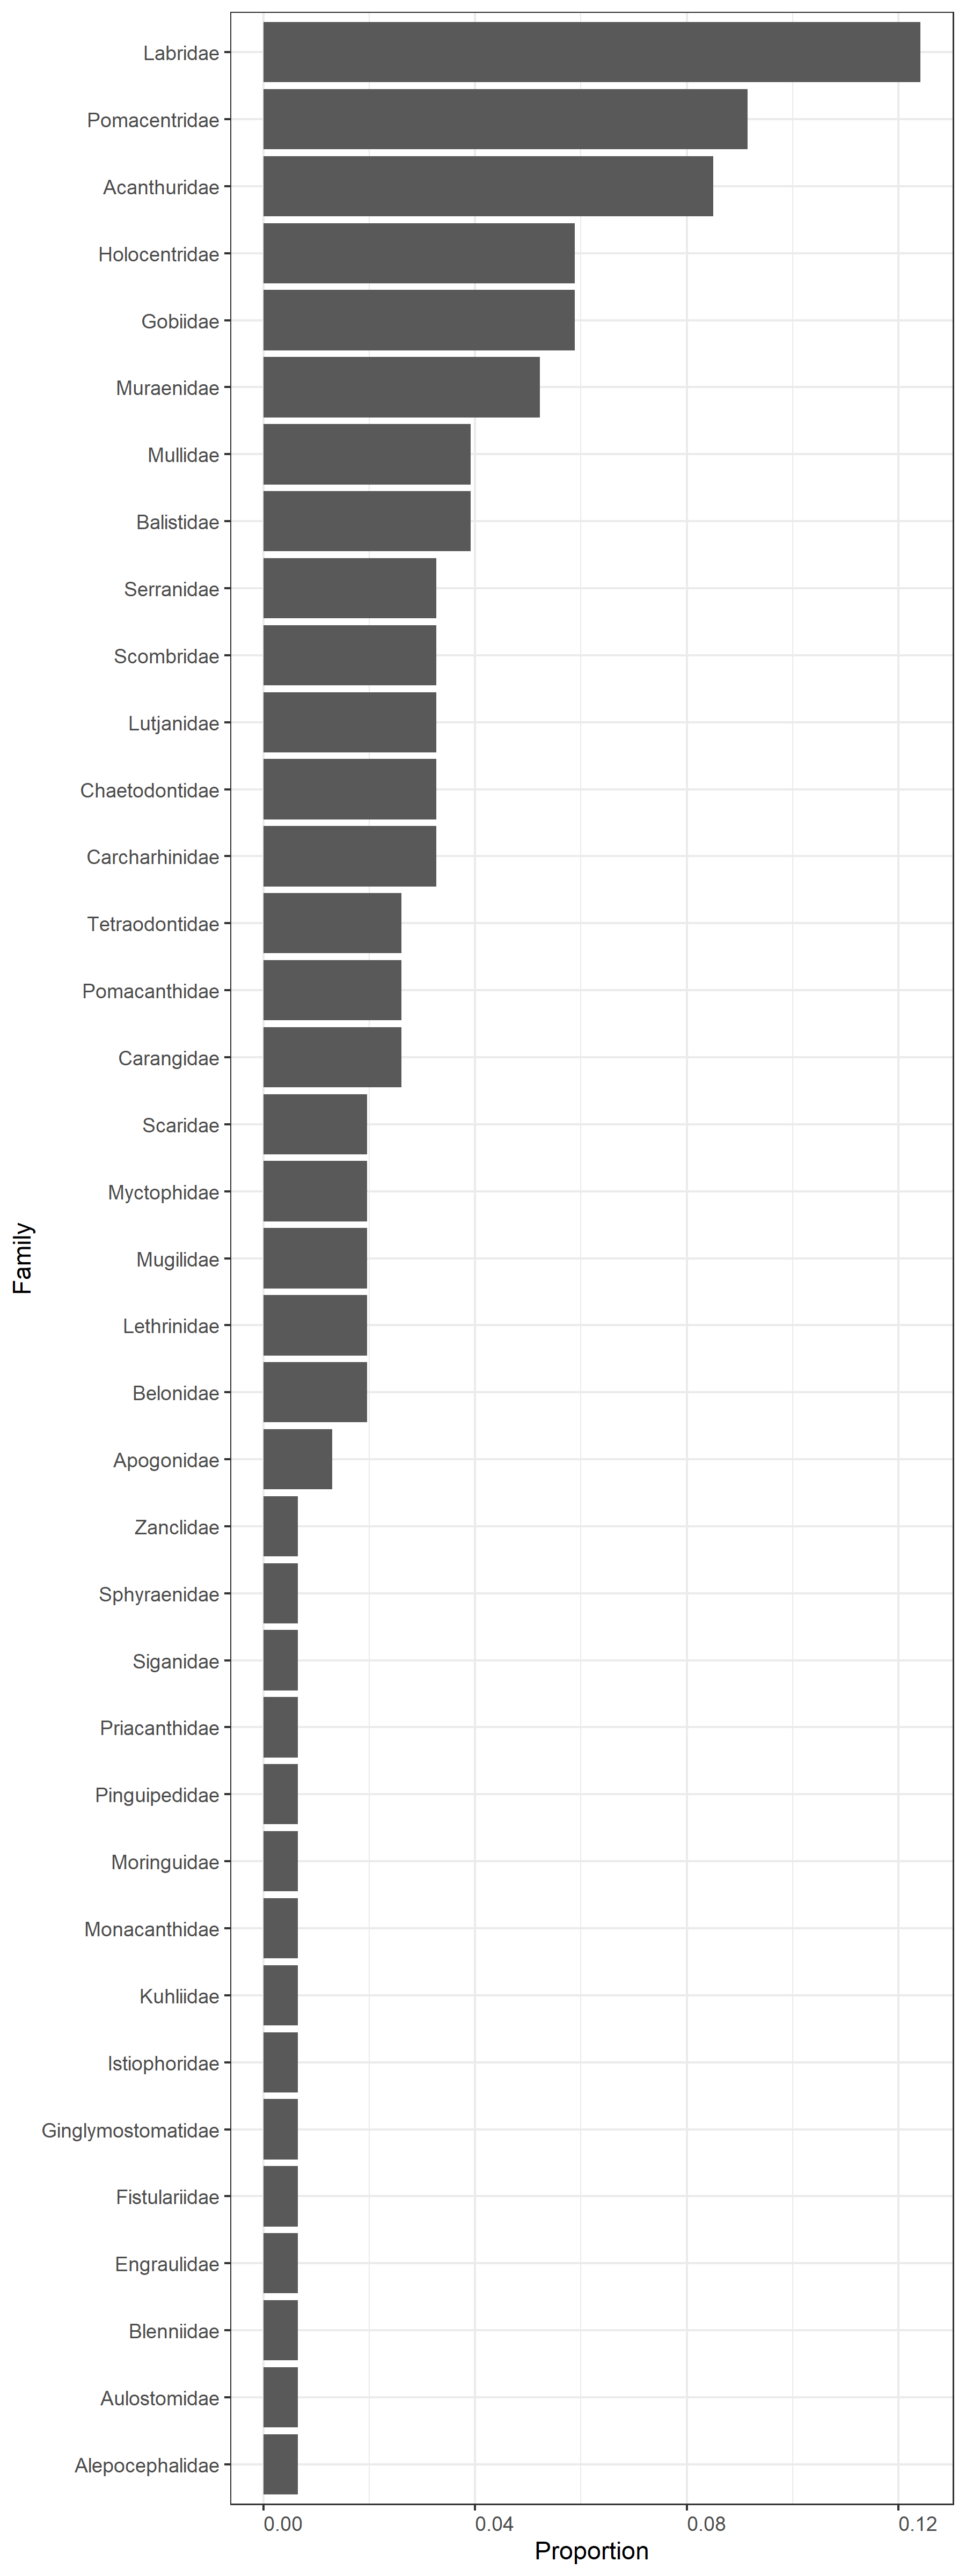 Labridae
Pomacentridae
Acanthuridae
Holocentridae
Gobiidae
Muraenidae
Mullidae
Balistidae
Serranidae
Scombridae
Lutjanidae
Chaetodontidae
Carcharhinidae
Tetraodontidae
Pomacanthidae
Carangidae
Scaridae
Myctophidae
Mugilidae
Lethrinidae
Belonidae
Apogonidae
Zanclidae
Sphyraenidae
Siganidae
Priacanthidae
Pinguipedidae
Moringuidae
Monacanthidae
Kuhliidae
Istiophoridae
Ginglymostomatidae
Fistulariidae
Engraulidae
Blenniidae
Aulostomidae
Alepocephalidae
Family
0.00 0.04 0.08 0.12
Proportion